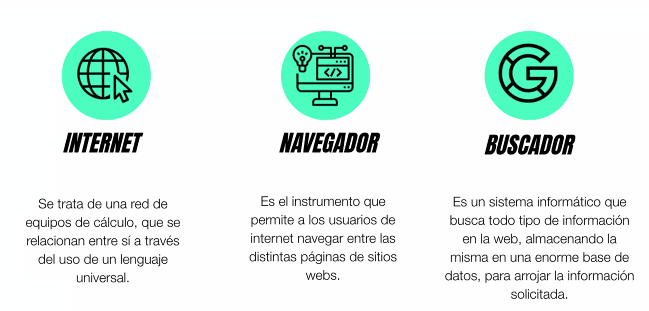 INTERNET
Se trata de una red de
equipos de cálculo, que se
relacionan entre sí a través
del uso de un lenguaje
universal.
NAVEGADOR
Es el instrumento que
permite a los usuarios de
internet navegar entre las
distintas páginas de sitios
webs.
BUSCADOR
Es un sistema informático que
busca todo tipo de información
en la web, almacenando la
misma en una enorme base de
datos, para arrojar la información
solicitada.